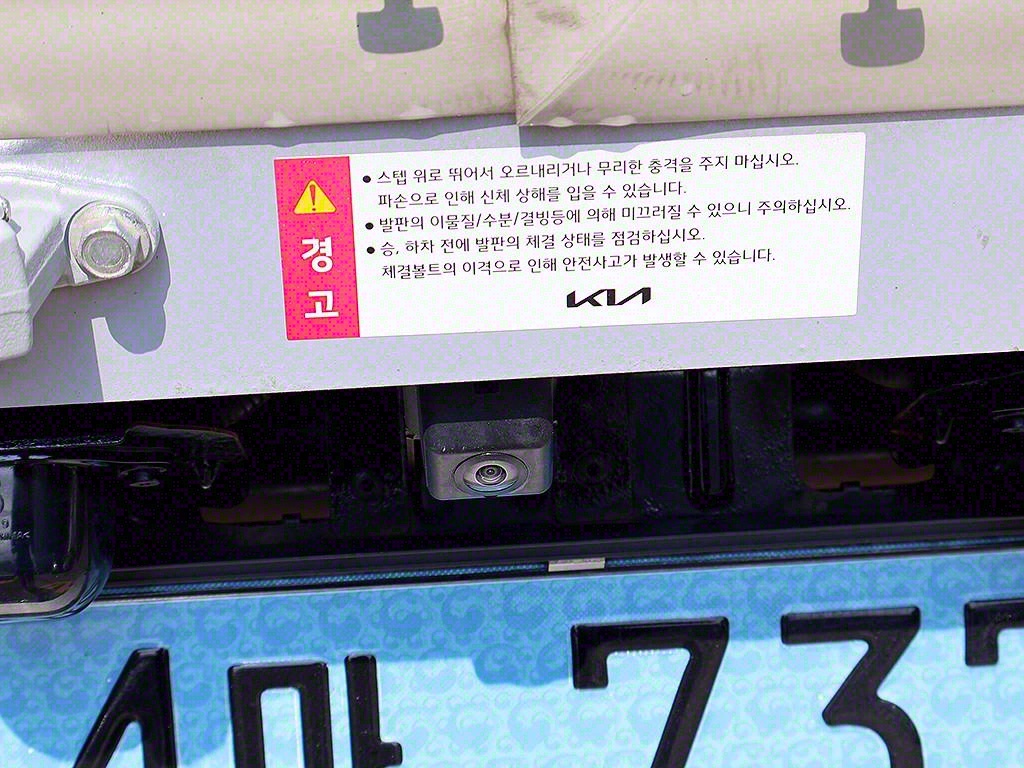 경고
● 스텝 위로 뛰어서 오르내리거나 무리한 충격을 주지 마십시오.
파손으로 인해 신체 상해를 입을 수 있습니다.
● 발판의 이물질/수분/결빙등에 의해 미끄러질 수 있으니 주의하십시오.
● 승, 하차 전에 발판의 체결 상태를 점검하십시오.
체결볼트의 이격으로 인해 안전사고가 발생할 수 있습니다.
KIA
마 737